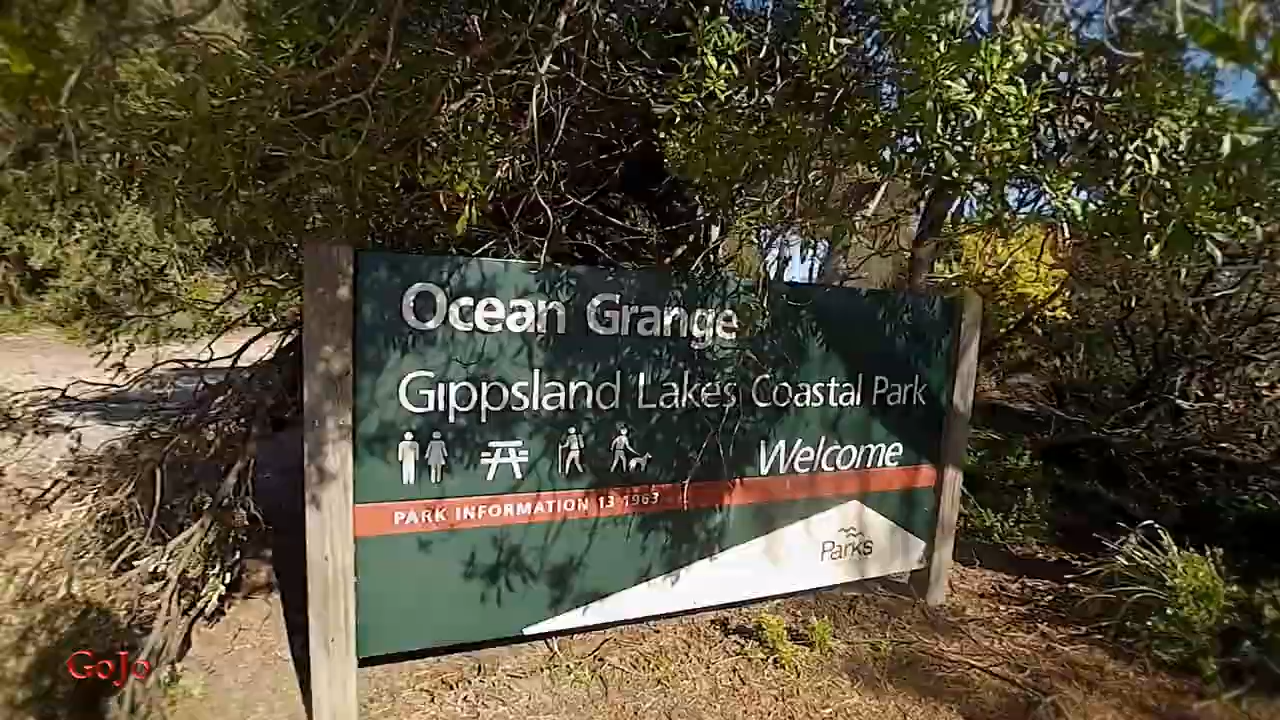 Ocean Grange
Gippsland Lakes Coastal Park
Welcome
PARK INFORMATION 13 1963
Parks
GoJo